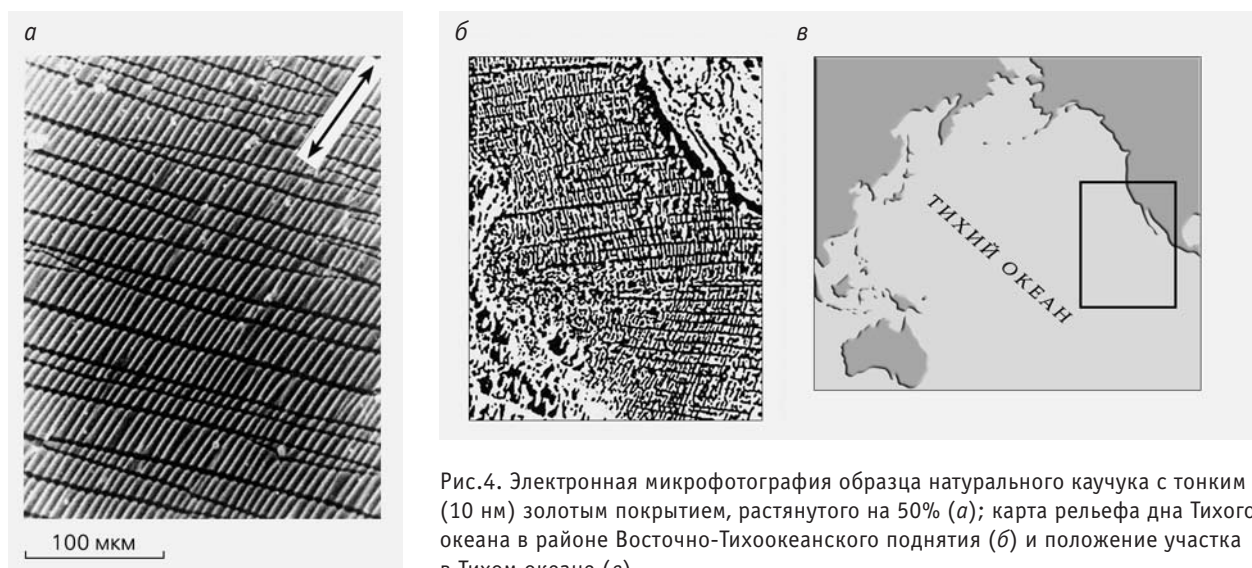 а
б
в
ТИХИЙ ОКЕАН
100 мкм
Рис.4. Электронная микрофотография образца натурального каучука с тонким
(10 нм) золотым покрытием, растянутого на 50% (а); карта рельефа дна Тихого
океана в районе Восточно-Тихоокеанского поднятия (б) и положение участка
в Тихом океане (в)